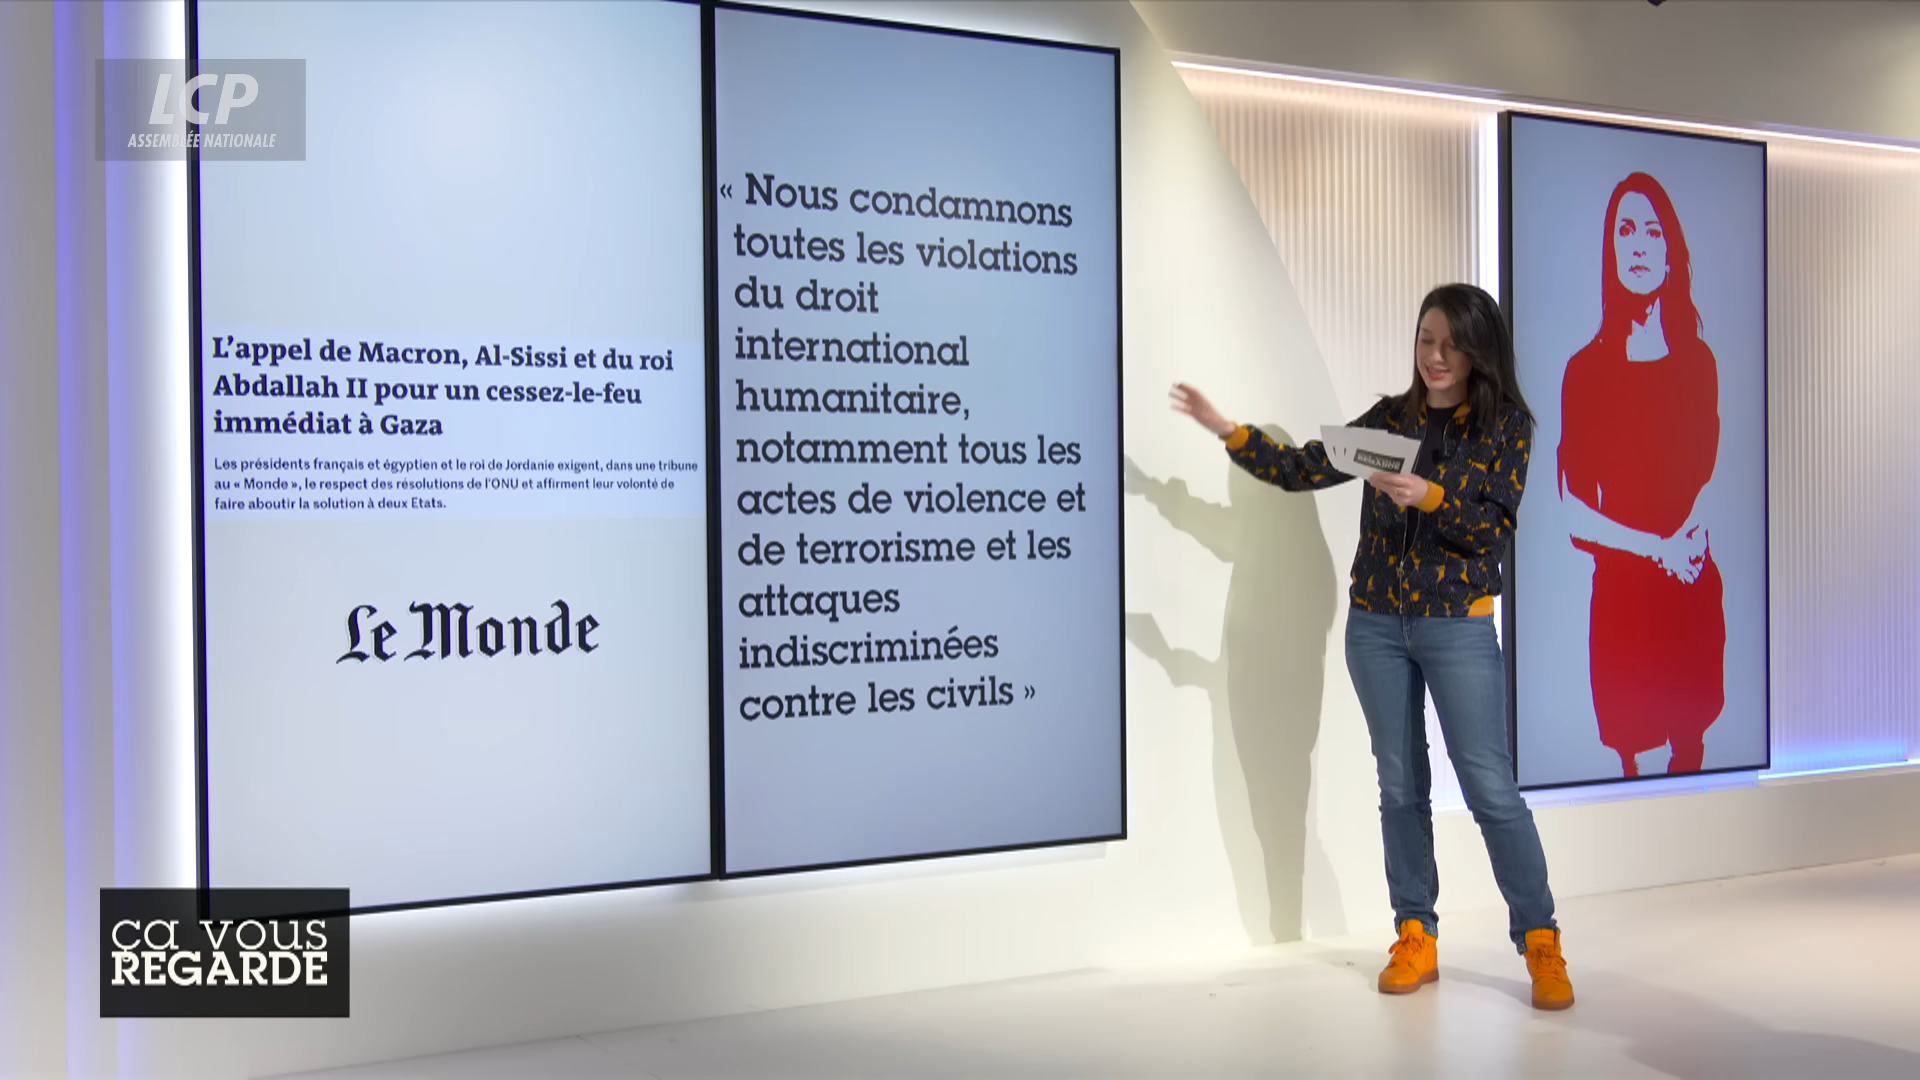 LCP
ASSEMBLÉE NATIONALE
L'appel de Macron, Al-Sissi et du roi
Abdallah II pour un cessez-le-feu
immédiat à Gaza
Les présidents français et égyptien et le roi de Jordanie exigent, dans une tribune
au « Monde », le respect des résolutions de l'ONU et affirment leur volonté de
faire aboutir la solution à deux Etats.
Le Monde
« Nous condamnons
toutes les violations
du droit
international
humanitaire,
notamment tous les
actes de violence et
de terrorisme et les
attaques
indiscriminées
contre les civils »
ça vous
REGARDE